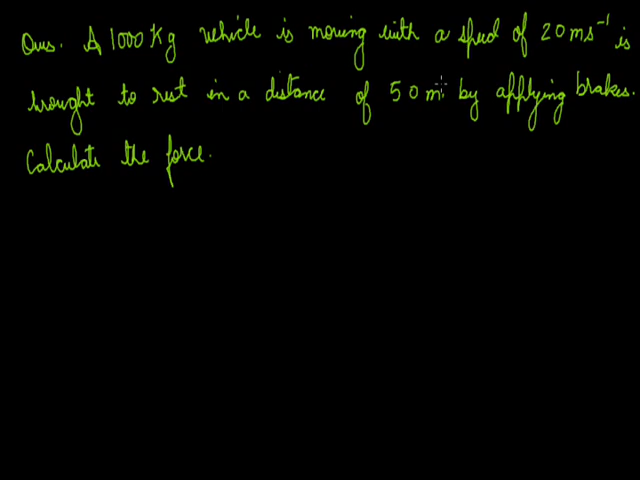 Ques. A 1000 Kg vehicle is moving with a speed of 20 ms⁻¹ is
brought to rest in a distance of 50 m by applying brakes.
Calculate the force.